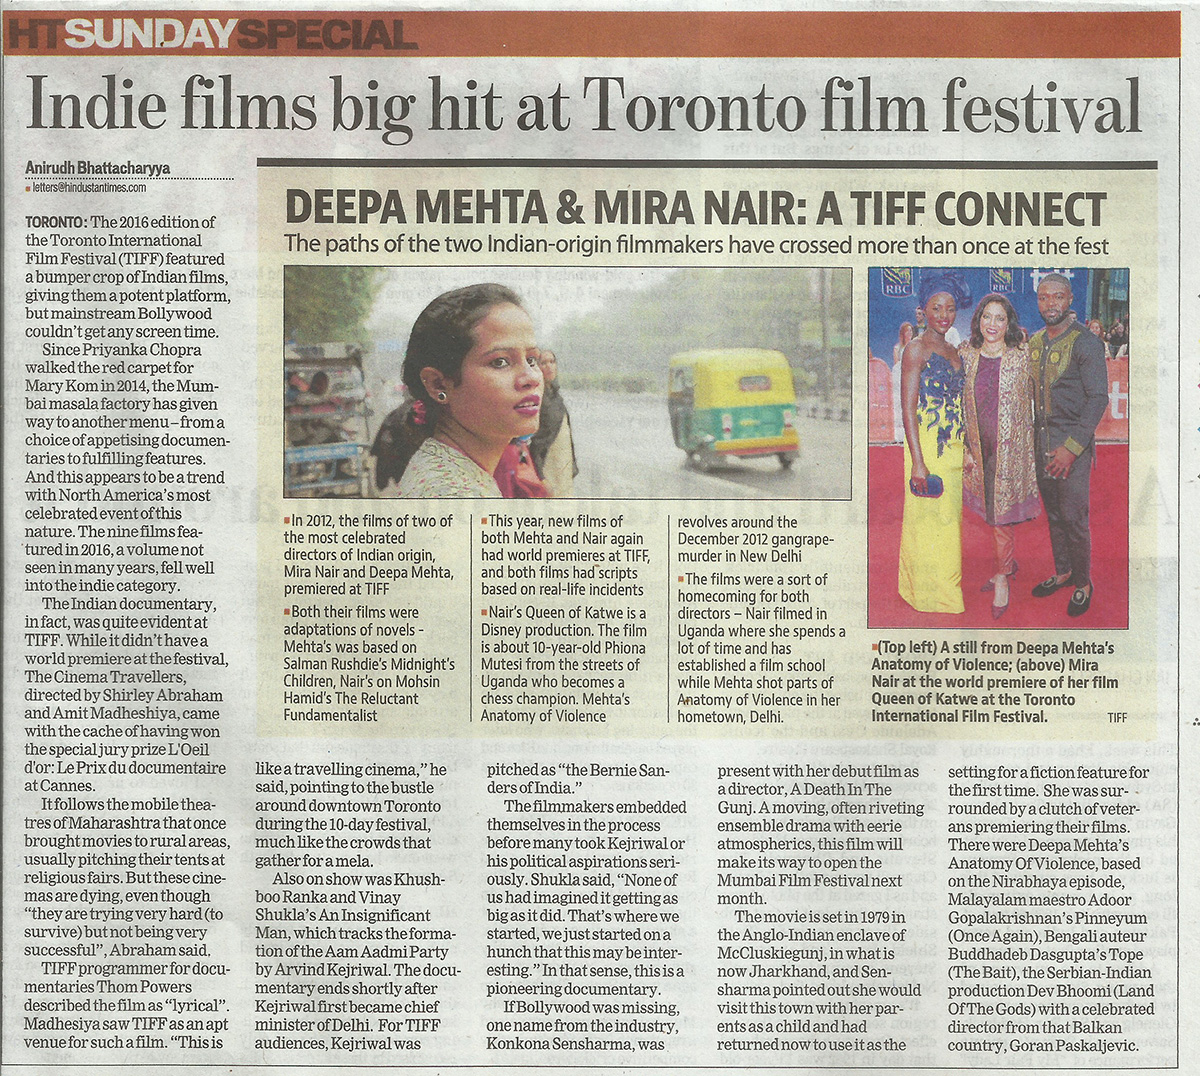 HTSUNDAYSPECIAL
Indie films big hit at Toronto film festival
Anirudh Bhattacharyya
letters@hindustantimes.com
TORONTO: The 2016 edition of
the Toronto International
Film Festival (TIFF) featured
a bumper crop of Indian films,
giving them a potent platform,
but mainstream Bollywood
couldn't get any screen time.
Since Priyanka Chopra
walked the red carpet for
Mary Kom in 2014, the Mum-
bai masala factory has given
way to another menu – from a
choice of appetising documen-
taries to fulfilling features.
And this appears to be a trend
with North America's most
celebrated event of this
nature. The nine films fea-
tured in 2016, a volume not
seen in many years, fell well
into the indie category.
The Indian documentary,
in fact, was quite evident at
TIFF. While it didn't have a
world premiere at the festival,
The Cinema Travellers,
directed by Shirley Abraham
and Amit Madheshiya, came
with the cache of having won
the special jury prize L'Oeil
d'or: Le Prix du documentaire
at Cannes.
It follows the mobile thea-
tres of Maharashtra that once
brought movies to rural areas,
usually pitching their tents at
religious fairs. But these cine-
mas are dying, even though
"they are trying very hard (to
survive) but not being very
successful", Abraham said.
TIFF programmer for docu-
mentaries Thom Powers
described the film as "lyrical".
Madhesiya saw TIFF as an apt
venue for such a film. "This is
DEEPA MEHTA & MIRA NAIR: A TIFF CONNECT
The paths of the two Indian-origin filmmakers have crossed more than once at the fest
RBC
RBC
In 2012, the films of two of
the most celebrated
directors of Indian origin,
Mira Nair and Deepa Mehta,
premiered at TIFF
Both their films were
adaptations of novels -
Mehta's was based on
Salman Rushdie's Midnight's
Children, Nair's on Mohsin
Hamid's The Reluctant
Fundamentalist
This year, new films of
both Mehta and Nair again
had world premieres at TIFF,
and both films had scripts
based on real-life incidents
Nair's Queen of Katwe is a
Disney production. The film
is about 10-year-old Phiona
Mutesi from the streets of
Uganda who becomes a
chess champion. Mehta's
Anatomy of Violence
revolves around the
December 2012 gangrape-
murder in New Delhi
The films were a sort of
homecoming for both
directors – Nair filmed in
Uganda where she spends a
lot of time and has
established a film school
while Mehta shot parts of
Anatomy of Violence in her
hometown, Delhi.
(Top left) A still from Deepa Mehta's
Anatomy of Violence; (above) Mira
Nair at the world premiere of her film
Queen of Katwe at the Toronto
International Film Festival. TIFF
like a travelling cinema," he
said, pointing to the bustle
around downtown Toronto
during the 10-day festival,
much like the crowds that
gather for a mela.
Also on show was Khush-
boo Ranka and Vinay
Shukla's An Insignificant
Man, which tracks the forma-
tion of the Aam Aadmi Party
by Arvind Kejriwal. The docu-
mentary ends shortly after
Kejriwal first became chief
minister of Delhi. For TIFF
audiences, Kejriwal was
pitched as "the Bernie San-
ders of India."
The filmmakers embedded
themselves in the process
before many took Kejriwal or
his political aspirations seri-
ously. Shukla said, "None of
us had imagined it getting as
big as it did. That's where we
started, we just started on a
hunch that this may be inter-
esting." In that sense, this is a
pioneering documentary.
If Bollywood was missing,
one name from the industry,
Konkona Sensharma, was
present with her debut film as
a director, A Death In The
Gunj. A moving, often riveting
ensemble drama with eerie
atmospherics, this film will
make its way to open the
Mumbai Film Festival next
month.
The movie is set in 1979 in
the Anglo-Indian enclave of
McCluskiegunj, in what is
now Jharkhand, and Sen-
sharma pointed out she would
visit this town with her par-
ents as a child and had
returned now to use it as the
setting for a fiction feature for
the first time. She was sur-
rounded by a clutch of veter-
ans premiering their films.
There were Deepa Mehta's
Anatomy Of Violence, based
on the Nirabhaya episode,
Malayalam maestro Adoor
Gopalakrishnan's Pinneyum
(Once Again), Bengali auteur
Buddhadeb Dasgupta's Tope
(The Bait), the Serbian-Indian
production Dev Bhoomi (Land
Of The Gods) with a celebrated
director from that Balkan
country, Goran Paskaljevic.